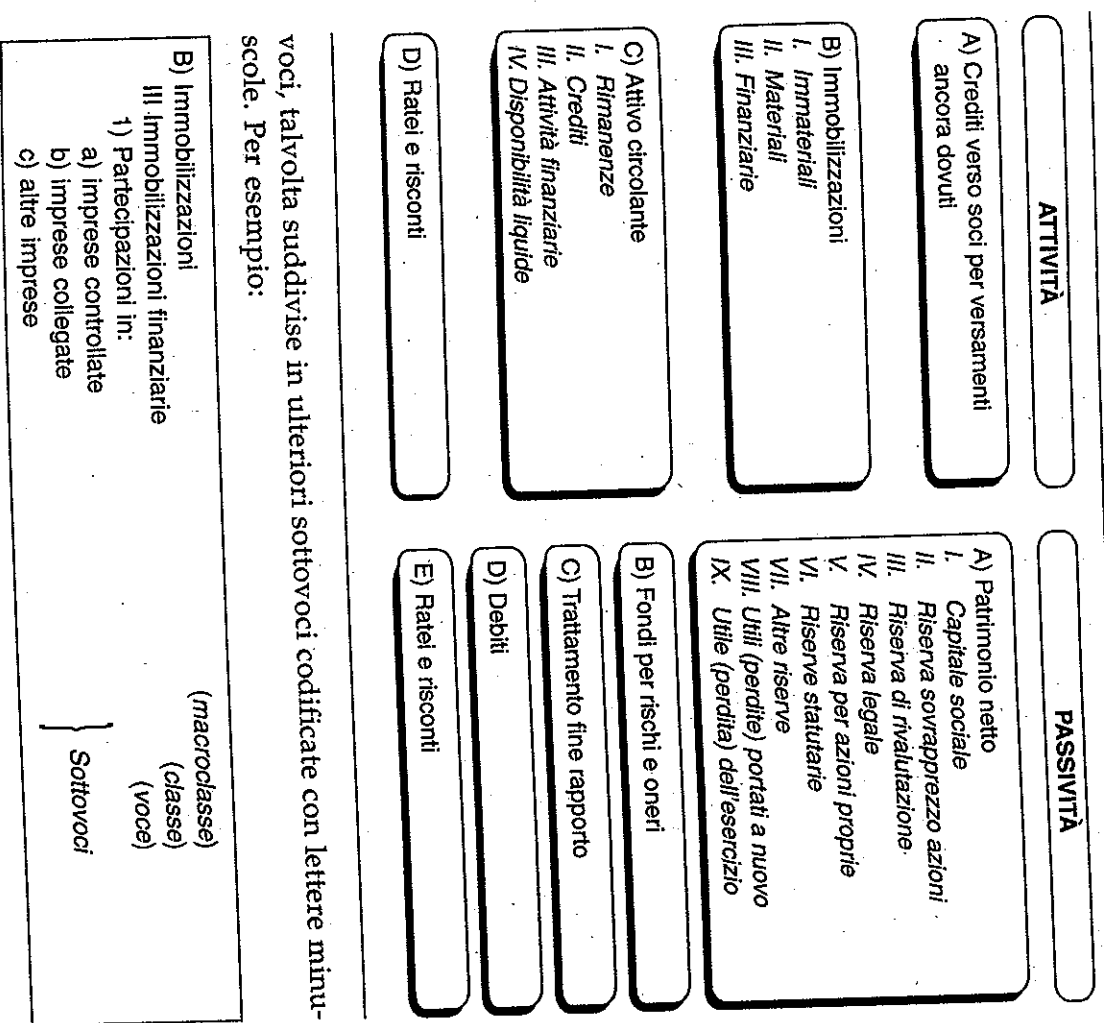 ATTIVITÀ
A) Crediti verso soci per versamenti
ancora dovuti
B) Immobilizzazioni
I. Immateriali
II. Materiali
III. Finanziarie
C) Attivo circolante
I. Rimanenze
II. Crediti
III. Attività finanziarie
IV. Disponibilità liquide
D) Ratei e risconti
PASSIVITÀ
A) Patrimonio netto
I. Capitale sociale
II. Riserva sovrapprezzo azioni
III. Riserva di rivalutazione
IV. Riserva legale
V. Riserva per azioni proprie
VI. Riserve statutarie
VII. Altre riserve
VIII. Utili (perdite) portati a nuovo
IX. Utile (perdita) dell'esercizio
B) Fondi per rischi e oneri
C) Trattamento fine rapporto
D) Debiti
E) Ratei e risconti
voci, talvolta suddivise in ulteriori sottovoci codificate con lettere minu-
scole. Per esempio:
B) Immobilizzazioni (macroclasse)
III Immobilizzazioni finanziarie (classe)
1) Partecipazioni in: (voce)
a) imprese controllate
b) imprese collegate
c) altre imprese
Sottovoci